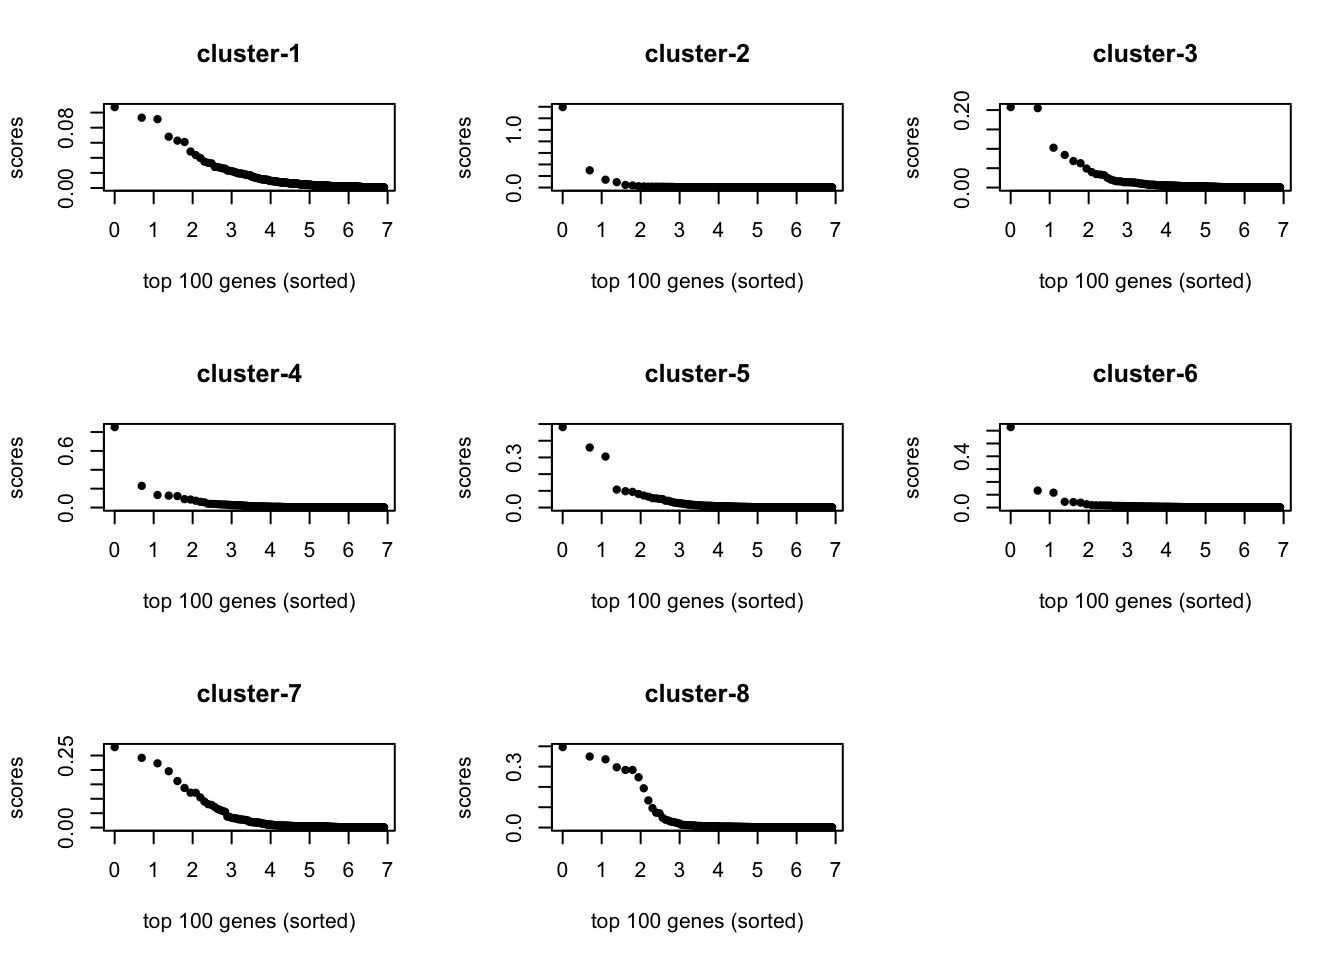 cluster-1
scores
0.00 0.08
0 1 2 3 4 5 6 7
top 100 genes (sorted)
cluster-2
scores
0.0 1.0
0 1 2 3 4 5 6 7
top 100 genes (sorted)
cluster-3
scores
0.00 0.20
0 1 2 3 4 5 6 7
top 100 genes (sorted)
cluster-4
scores
0.0 0.6
0 1 2 3 4 5 6 7
top 100 genes (sorted)
cluster-5
scores
0.0 0.3
0 1 2 3 4 5 6 7
top 100 genes (sorted)
cluster-6
scores
0.0 0.4
0 1 2 3 4 5 6 7
top 100 genes (sorted)
cluster-7
scores
0.00 0.25
0 1 2 3 4 5 6 7
top 100 genes (sorted)
cluster-8
scores
0.0 0.3
0 1 2 3 4 5 6 7
top 100 genes (sorted)